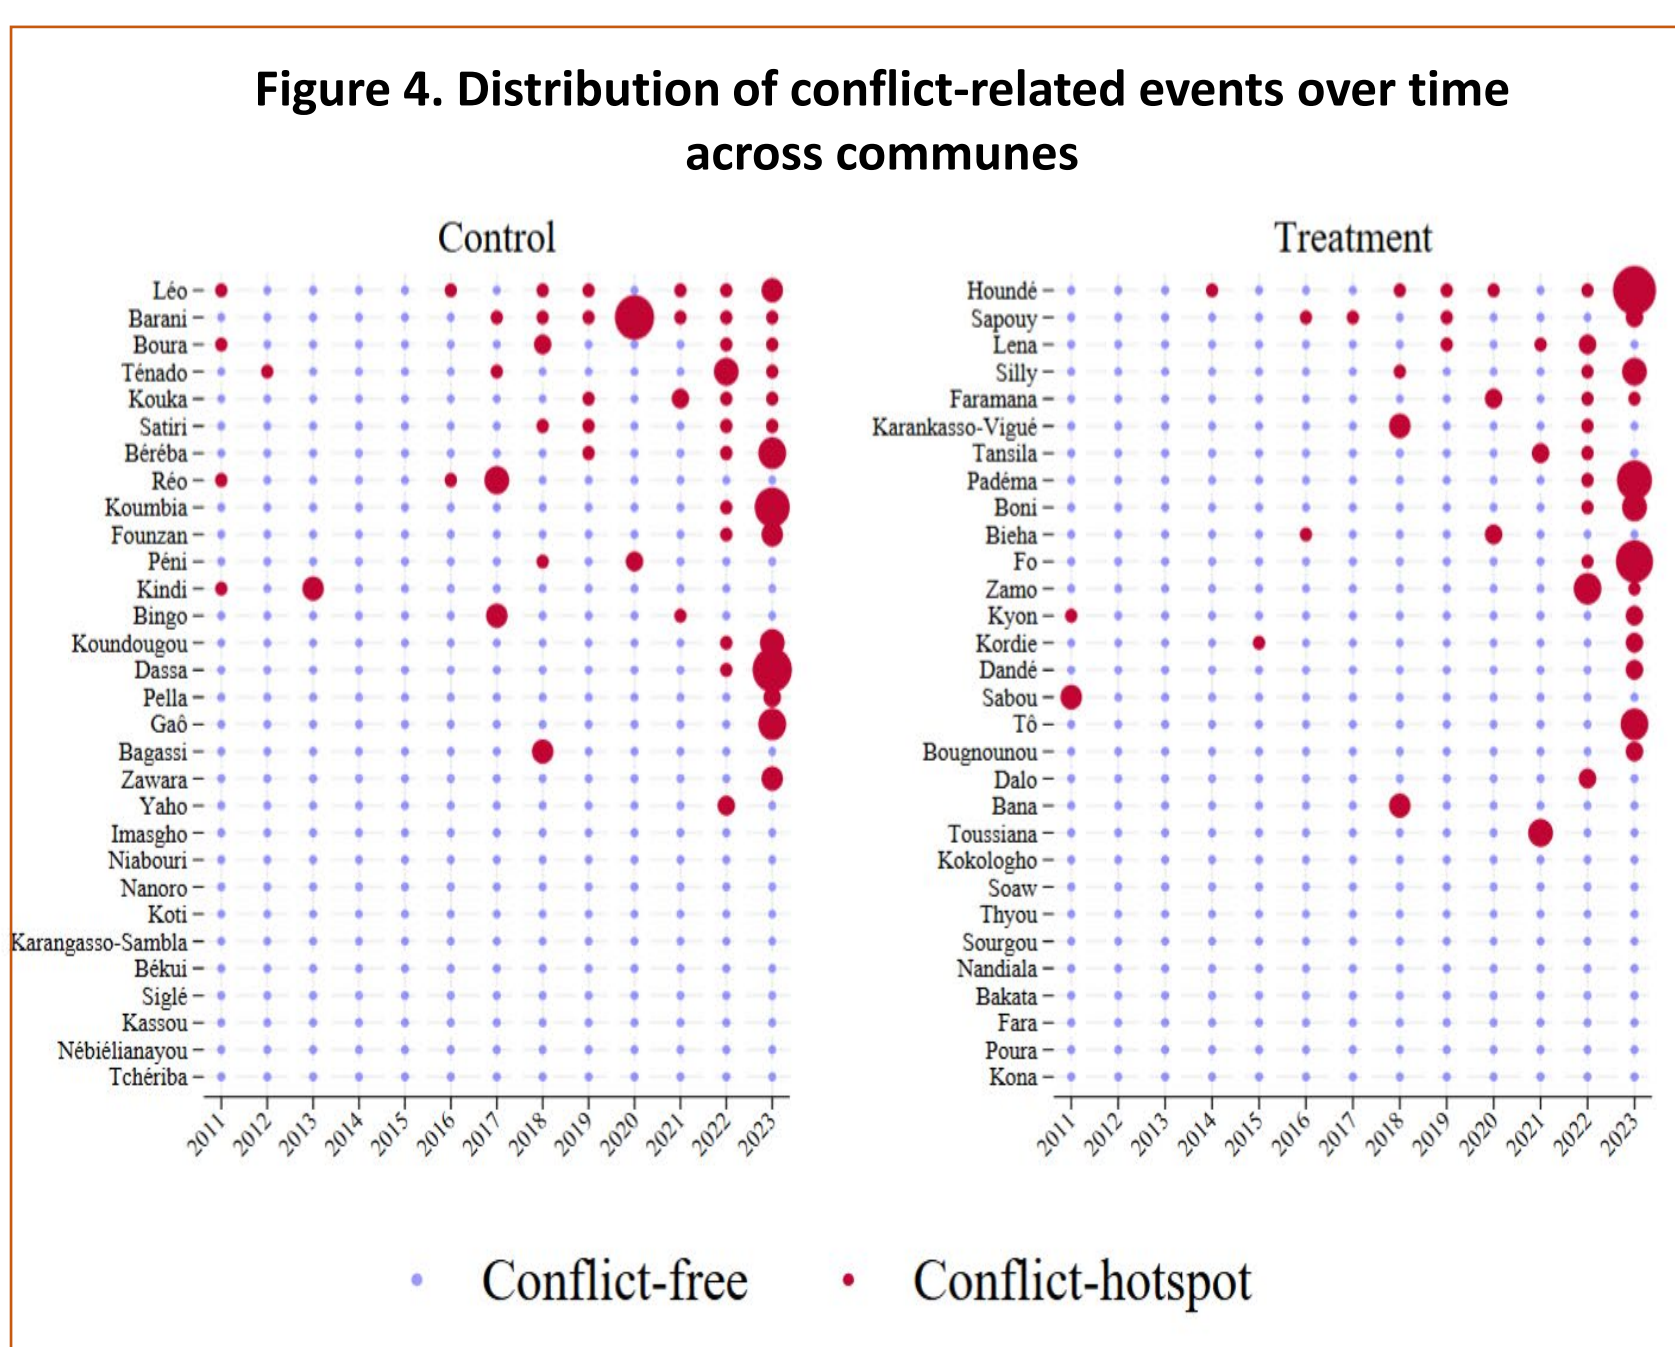 Figure 4. Distribution of conflict-related events over time
across communes
Control
Léo
Barani
Boura
Ténado
Kouka
Satiri
Béréba
Réo
Koumbia
Founzan
Péni
Kindi
Bingo
Koundougou
Dassa
Pella
Gaô
Bagassi
Zawara
Yaho
Imasgho
Niabouri
Nanoro
Koti
Karangasso-Sambla
Békui
Siglé
Kassou
Nébiélianayou
Tchériba
2011
2012
2013
2014
2015
2016
2017
2018
2019
2020
2021
2022
2023
Treatment
Houndé
Sapouy
Lena
Silly
Faramana
Karankasso-Vigué
Tansila
Padéma
Boni
Bieha
Fo
Zamo
Kyon
Kordie
Dandé
Sabou
Tô
Bougnounou
Dalo
Bana
Toussiana
Kokologho
Soaw
Thyou
Sourgou
Nandiala
Bakata
Fara
Poura
Kona
2011
2012
2013
2014
2015
2016
2017
2018
2019
2020
2021
2022
2023
Conflict-free
Conflict-hotspot